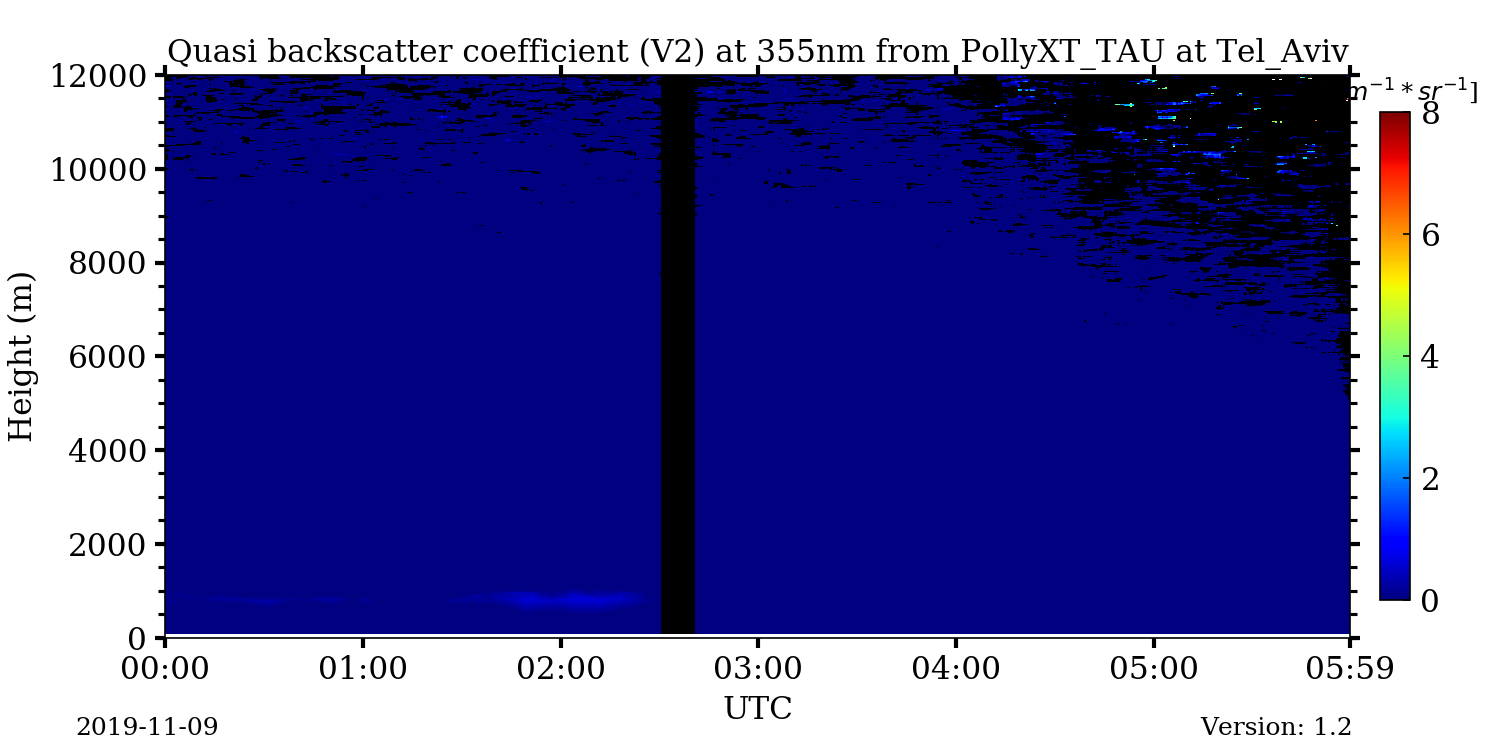 Quasi backscatter coefficient (V2) at 355nm from PollyXT_TAU at Tel_Aviv
m⁻¹ * sr⁻¹]
12000
10000
8000
6000
4000
2000
0
Height (m)
8
6
4
2
0
00:00 01:00 02:00 03:00 04:00 05:00 05:59
UTC
2019-11-09
Version: 1.2